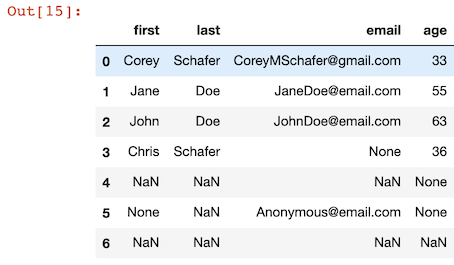 Out[15]:
first last email age
0 Corey Schafer CoreyMSchafer@gmail.com 33
1 Jane Doe JaneDoe@email.com 55
2 John Doe JohnDoe@email.com 63
3 Chris Schafer None 36
4 NaN NaN NaN None
5 None NaN Anonymous@email.com None
6 NaN NaN NaN NaN